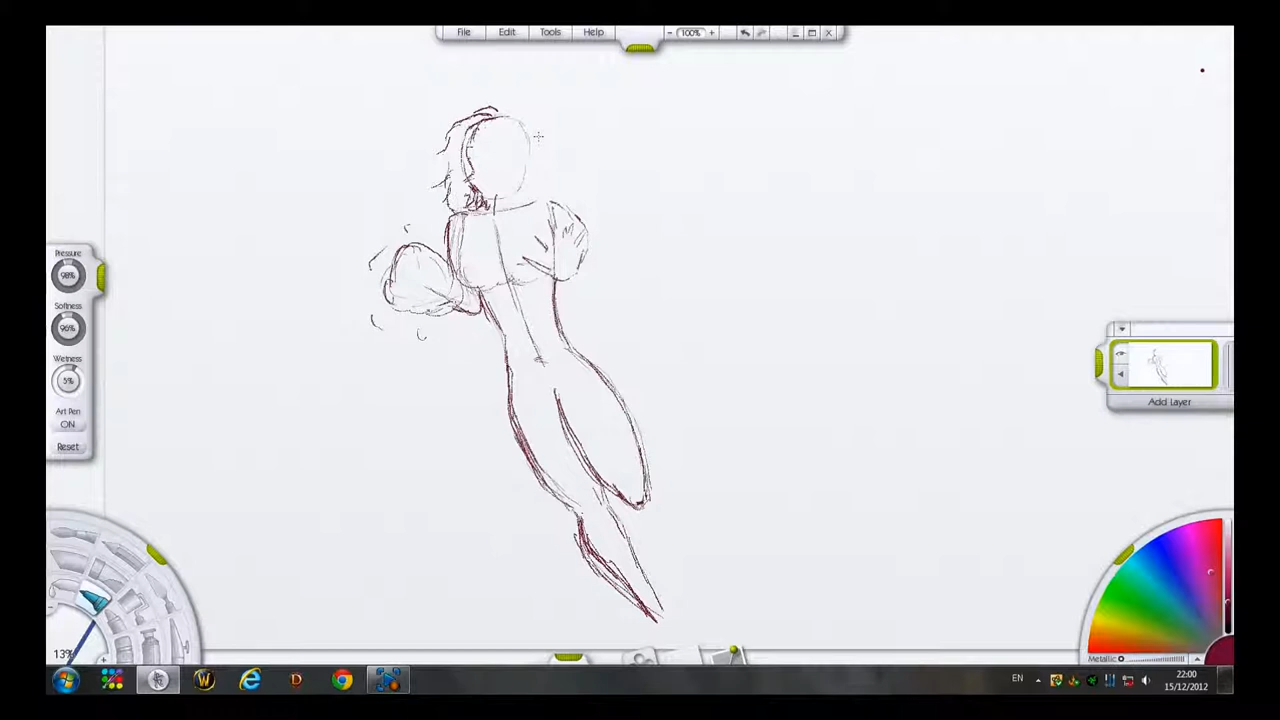 File Edit Tools Help - 100% +
Pressure
98%
Softness
96%
Wetness
5%
Art Pen
ON
Reset
Add Layer
13%
Metallic
EN
22:00
15/12/2012